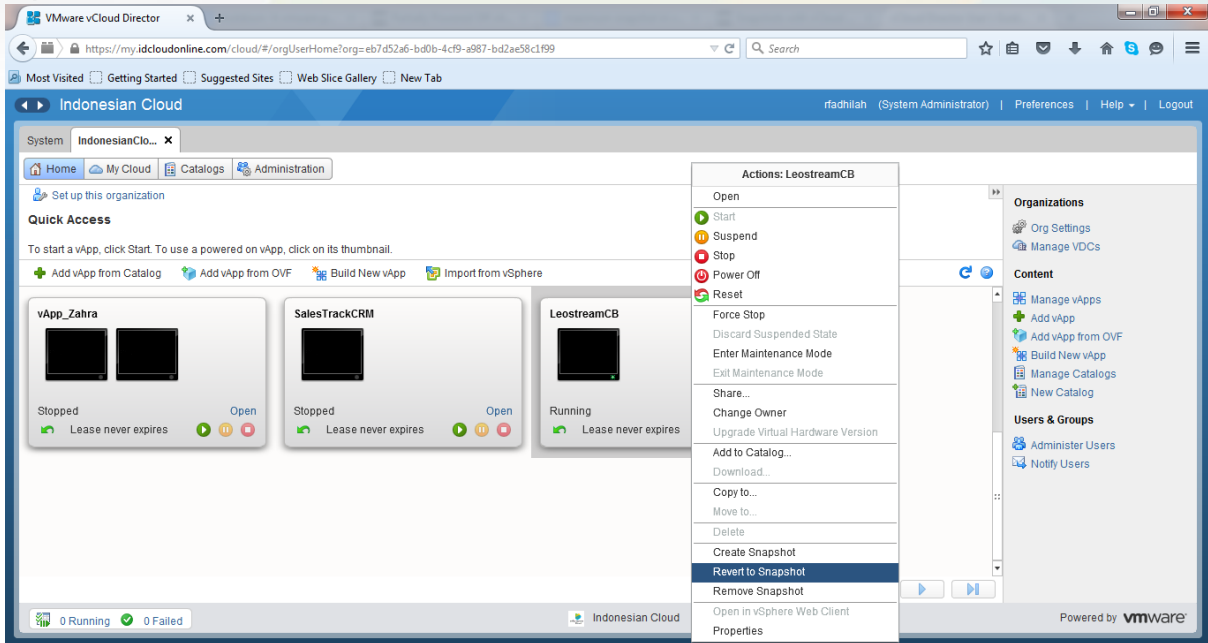 VMware vCloud Director
https://my.idcloudonline.com/cloud/#/orgUserHome?org=eb7d52a6-bd0b-4cf9-a987-bd2ae58c1f99
Search
Most Visited Getting Started Suggested Sites Web Slice Gallery New Tab
Indonesian Cloud
rfadhilah (System Administrator) | Preferences | Help | Logout
System IndonesianClo...
Home My Cloud Catalogs Administration
Set up this organization
Quick Access
To start a vApp, click Start. To use a powered on vApp, click on its thumbnail.
Add vApp from Catalog Add vApp from OVF Build New vApp Import from vSphere
vApp_Zahra
Stopped Open
Lease never expires
SalesTrackCRM
Stopped Open
Lease never expires
LeostreamCB
Running
Lease never expires
Actions: LeostreamCB
Open
Start
Suspend
Stop
Power Off
Reset
Force Stop
Discard Suspended State
Enter Maintenance Mode
Exit Maintenance Mode
Share...
Change Owner
Upgrade Virtual Hardware Version
Add to Catalog...
Download...
Copy to...
Move to...
Delete
Create Snapshot
Revert to Snapshot
Remove Snapshot
Open in vSphere Web Client
Properties
Organizations
Org Settings
Manage VDCs
Content
Manage vApps
Add vApp
Add vApp from OVF
Build New vApp
Manage Catalogs
New Catalog
Users & Groups
Administer Users
Notify Users
0 Running 0 Failed
Indonesian Cloud
Powered by vmware